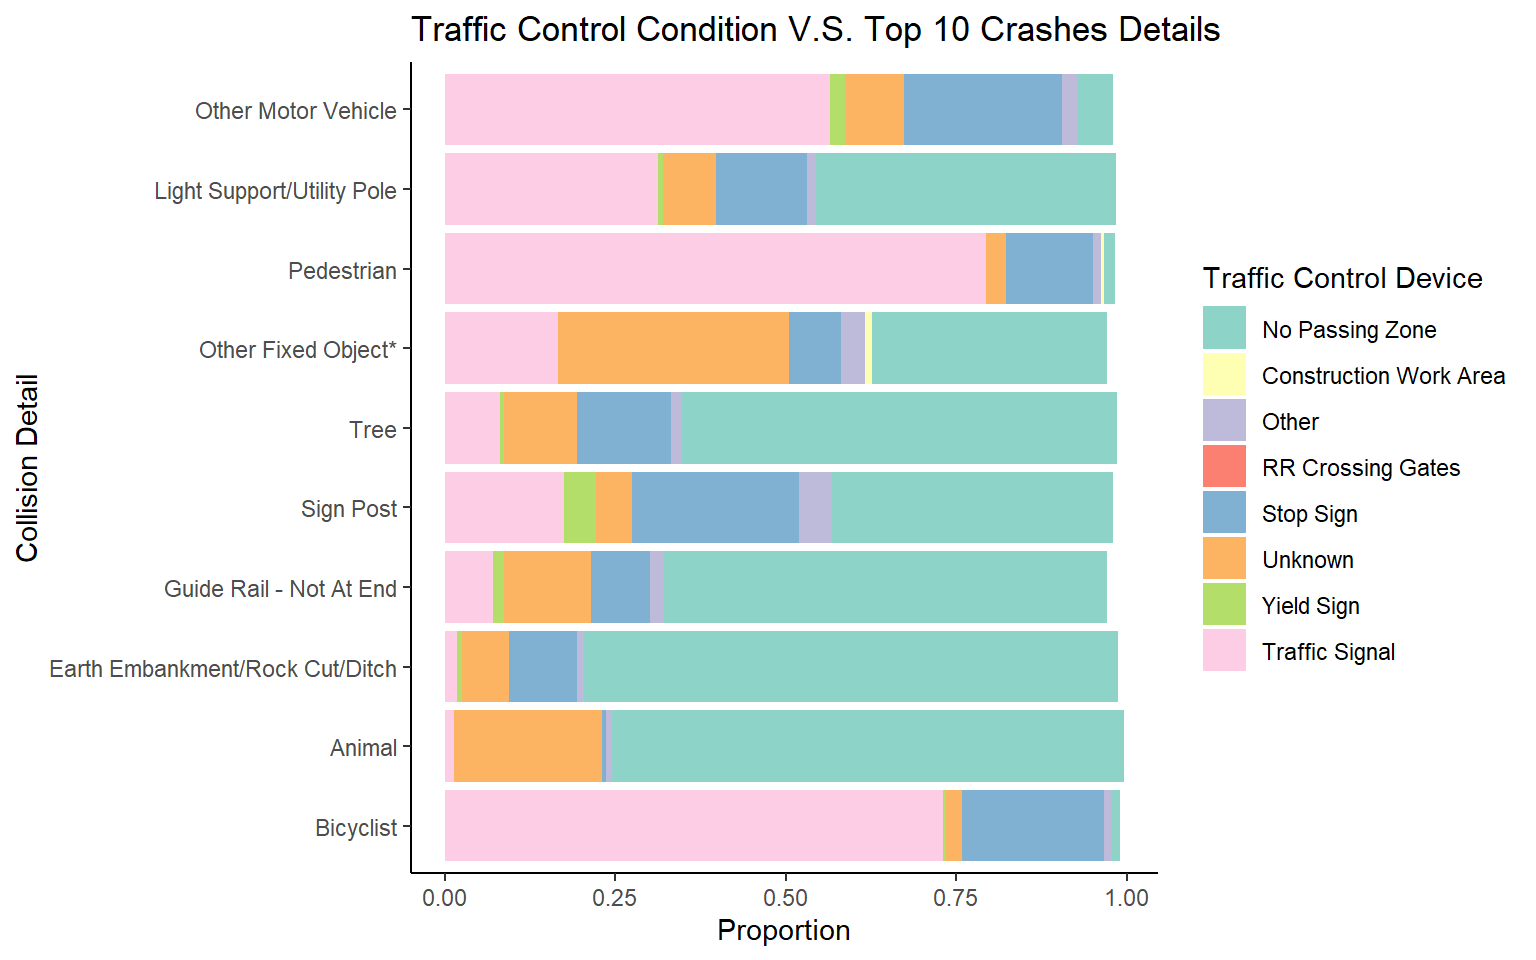 Traffic Control Condition V.S. Top 10 Crashes Details
Collision Detail
Other Motor Vehicle
Light Support/Utility Pole
Pedestrian
Other Fixed Object*
Tree
Sign Post
Guide Rail - Not At End
Earth Embankment/Rock Cut/Ditch
Animal
Bicyclist
0.00 0.25 0.50 0.75 1.00
Proportion
Traffic Control Device
No Passing Zone
Construction Work Area
Other
RR Crossing Gates
Stop Sign
Unknown
Yield Sign
Traffic Signal